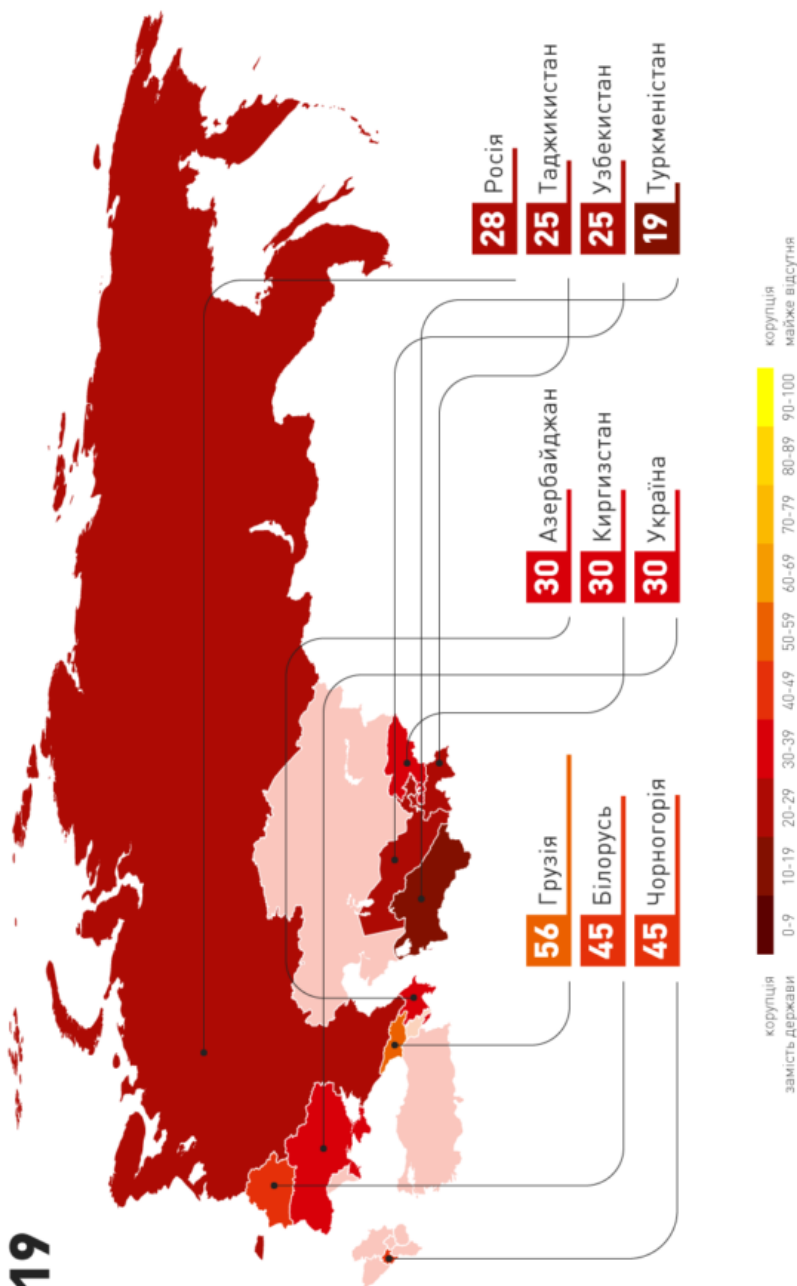 19
56 Грузія
45 Білорусь
45 Чорногорія
30 Азербайджан
30 Киргизстан
30 Україна
28 Росія
25 Таджикистан
25 Узбекистан
19 Туркменістан
корупція
замість держави
0-9 10-19 20-29 30-39 40-49 50-59 60-69 70-79 80-89 90-100
корупція
майже відсутня